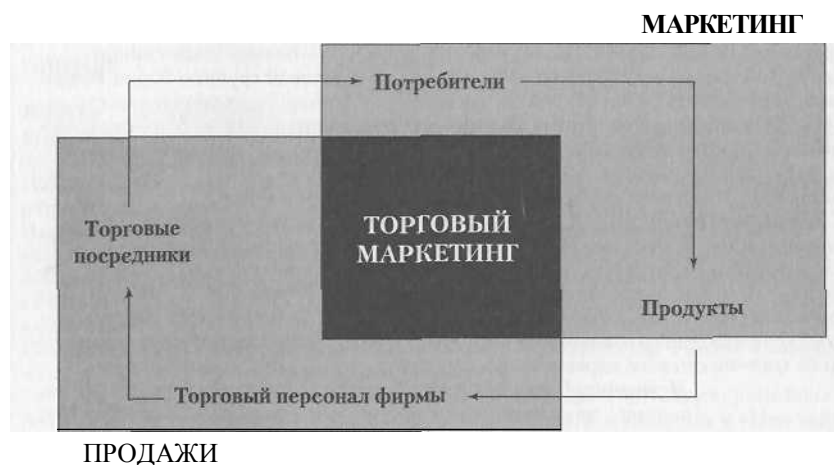 МАРКЕТИНГ
Потребители
Торговые
посредники
ТОРГОВЫЙ
МАРКЕТИНГ
Продукты
Торговый персонал фирмы
ПРОДАЖИ